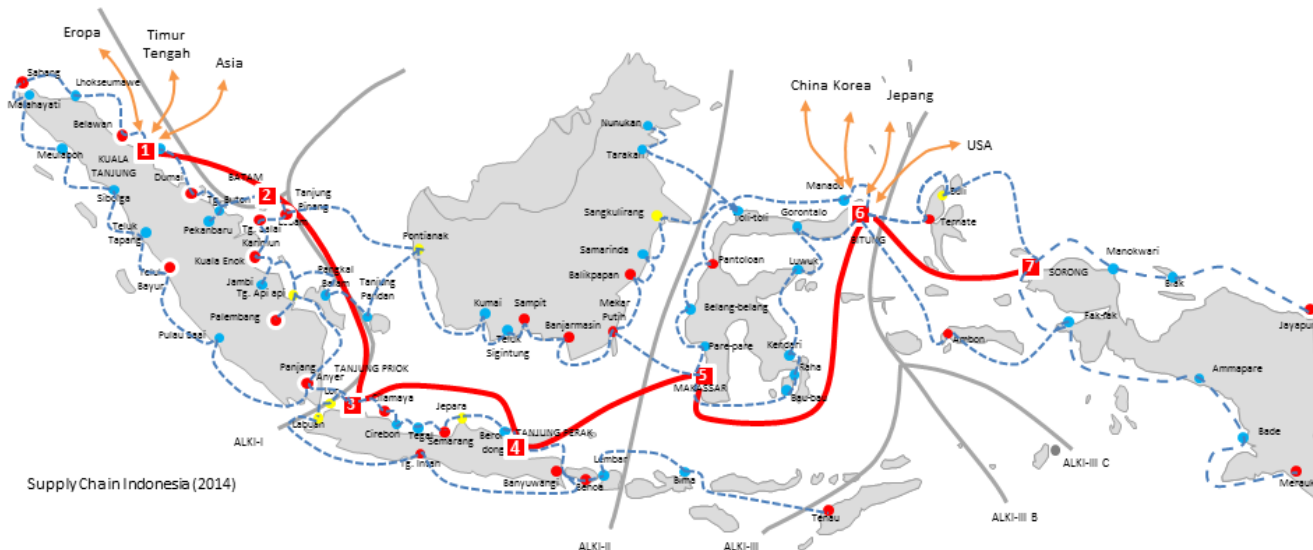 Eropa
Timur
Tengah
Asia
China Korea
Jepang
USA
Sabang
Lhokseumawe
Malahayati
Belawan
1
KUALA
TANJUNG
Meulaboh
Dumai
BATAM
2
Sibolga
Tg. Buton
Tanjung
Pinang
Pekanbaru
Tg. Balai
Karimun
Teluk
Tapang
Kuala Enok
Teluk
Bayur
Jambi
Tg. Api api
Pangkal
Balam
Tanjung
Pandan
Palembang
Pulau Baai
Panjang
Anyer
Lor
TANJUNG PRIOK
3
Labuan
ALKI-I
Cilamaya
Cirebon
Tegal
Semarang
Jepara
Tg. Intan
Bero
dong
TANJUNG PERAK
4
Banyuwangi
Benoa
Lembar
Bima
Tenau
Pontianak
Kumai
Teluk
Sigintung
Sampit
Banjarmasin
Mekar
Putih
Balikpapan
Samarinda
Sangkulirang
Tarakan
Nunukan
Toli-toli
Pantoloan
Belang-belang
Pare-pare
5
MAKASSAR
Gorontalo
Manado
6
BITUNG
Luwuk
Kendari
Raha
Bau-bau
Ternate
7
SORONG
Manokwari
Biak
Jayapura
Fak-fak
Ambon
Ammapare
Bade
Merauk
ALKI-II
ALKI-III
ALKI-III B
ALKI-III C
Supply Chain Indonesia (2014)